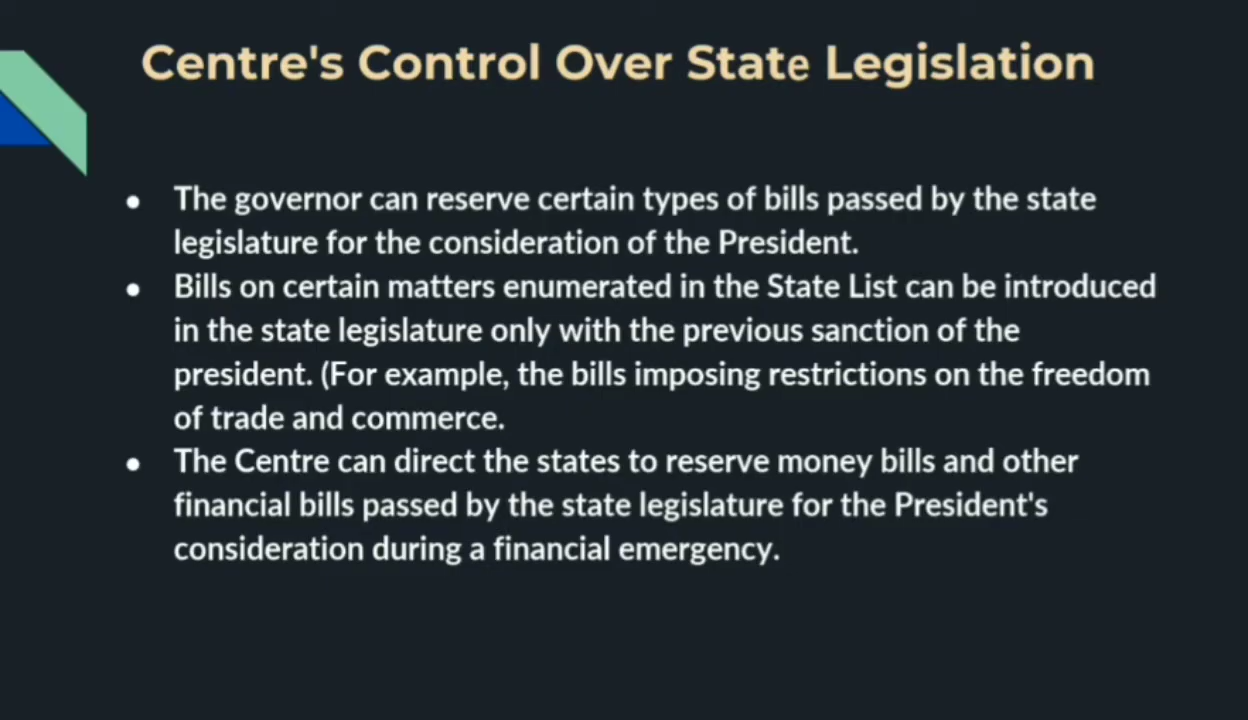 Centre's Control Over State Legislation
● The governor can reserve certain types of bills passed by the state
legislature for the consideration of the President.
● Bills on certain matters enumerated in the State List can be introduced
in the state legislature only with the previous sanction of the
president. (For example, the bills imposing restrictions on the freedom
of trade and commerce.
● The Centre can direct the states to reserve money bills and other
financial bills passed by the state legislature for the President's
consideration during a financial emergency.